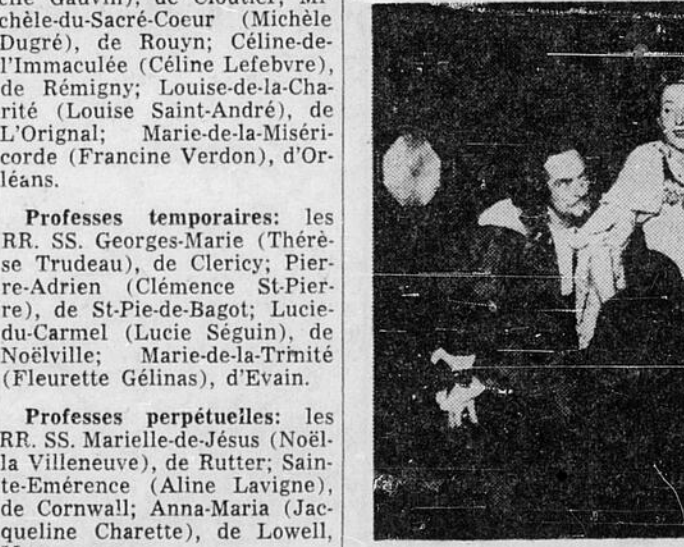 Gauvin), de Cloutier; Mi-
chèle-du-Sacré-Coeur (Michèle
Dugré), de Rouyn; Céline-de-
l'Immaculée (Céline Lefebvre),
de Rémigny; Louise-de-la-Cha-
rité (Louise Saint-André), de
L'Orignal; Marie-de-la-Miséri-
corde (Francine Verdon), d'Or-
léans.
Professes temporaires: les
RR. SS. Georges-Marie (Thérè-
se Trudeau), de Clericy; Pier-
re-Adrien (Clémence St-Pier-
re), de St-Pie-de-Bagot; Lucie-
du-Carmel (Lucie Séguin), de
Noëlville; Marie-de-la-Trinité
(Fleurette Gélinas), d'Evain.
Professes perpétuelles: les
RR. SS. Marielle-de-Jésus (Noël-
la Villeneuve), de Rutter; Sain-
te-Emérence (Aline Lavigne),
de Cornwall; Anna-Maria (Jac-
queline Charette), de Lowell,